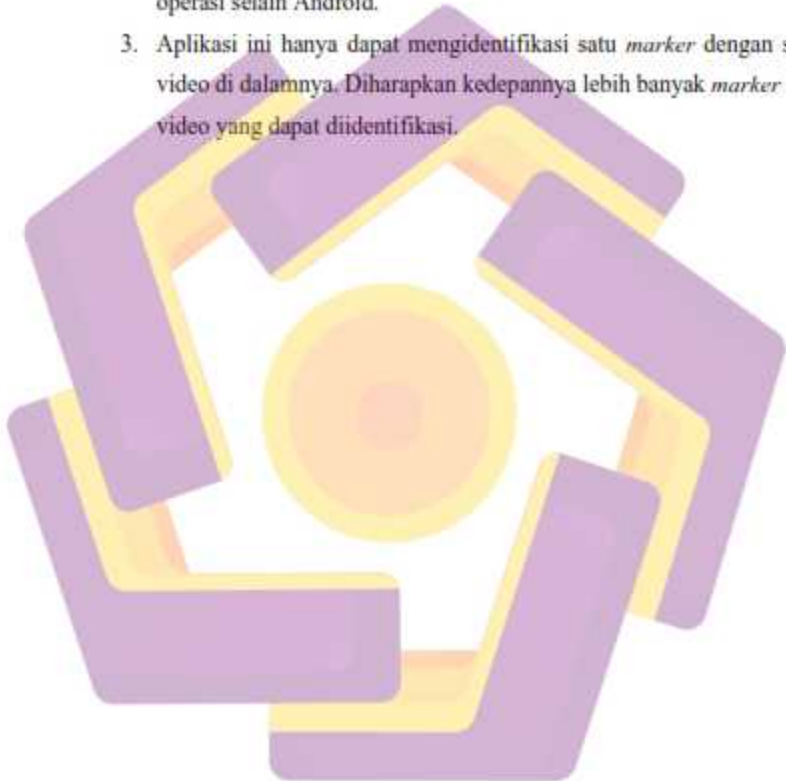 operasi selain Android.
3. Aplikasi ini hanya dapat mengidentifikasi satu marker dengan s
video di dalamnya. Diharapkan kedepannya lebih banyak marker
video yang dapat diidentifikasi.